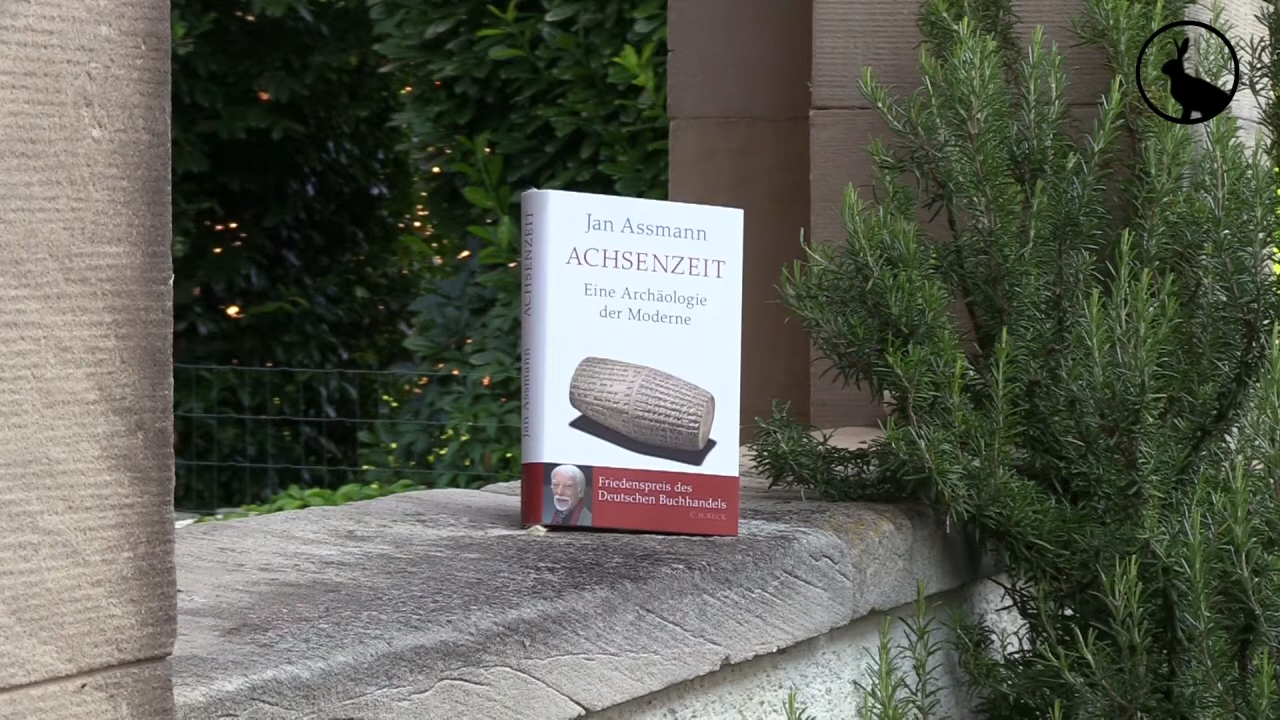 Jan Assmann
ACHSENZEIT
Eine Archäologie
der Moderne
Friedenspreis des
Deutschen Buchhandels
C.H.BECK
Jan Assmann ACHSENZEIT